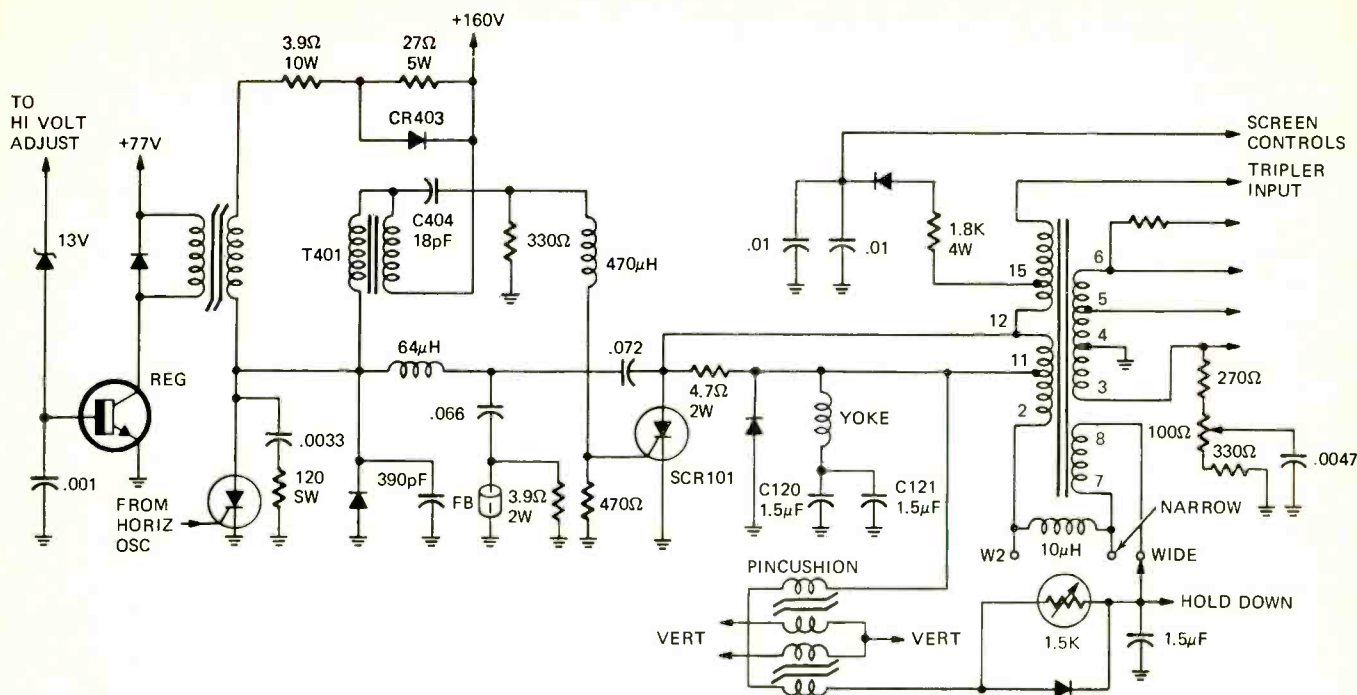 +160V
3.9Ω
10W
27Ω
5W
TO
HI VOLT
ADJUST
+77V
CR403
SCREEN
CONTROLS
TRIPLER
INPUT
13V
C404
18pF
T401
330Ω
470μH
.01
.01
1.8K
4W
15
6
5
12
4
11
3
2
8
7
270Ω
100Ω
330Ω
.0047
64μH
.072
REG
4.7Ω
2W
YOKE
.066
.0033
.001
120
5W
390pF
FB
3.9Ω
2W
470Ω
SCR101
C120
1.5μF
C121
1.5μF
FROM
HORIZ
OSC
NARROW
W2
10μH
WIDE
PINCUSHION
HOLD DOWN
VERT
VERT
1.5K
1.5μF